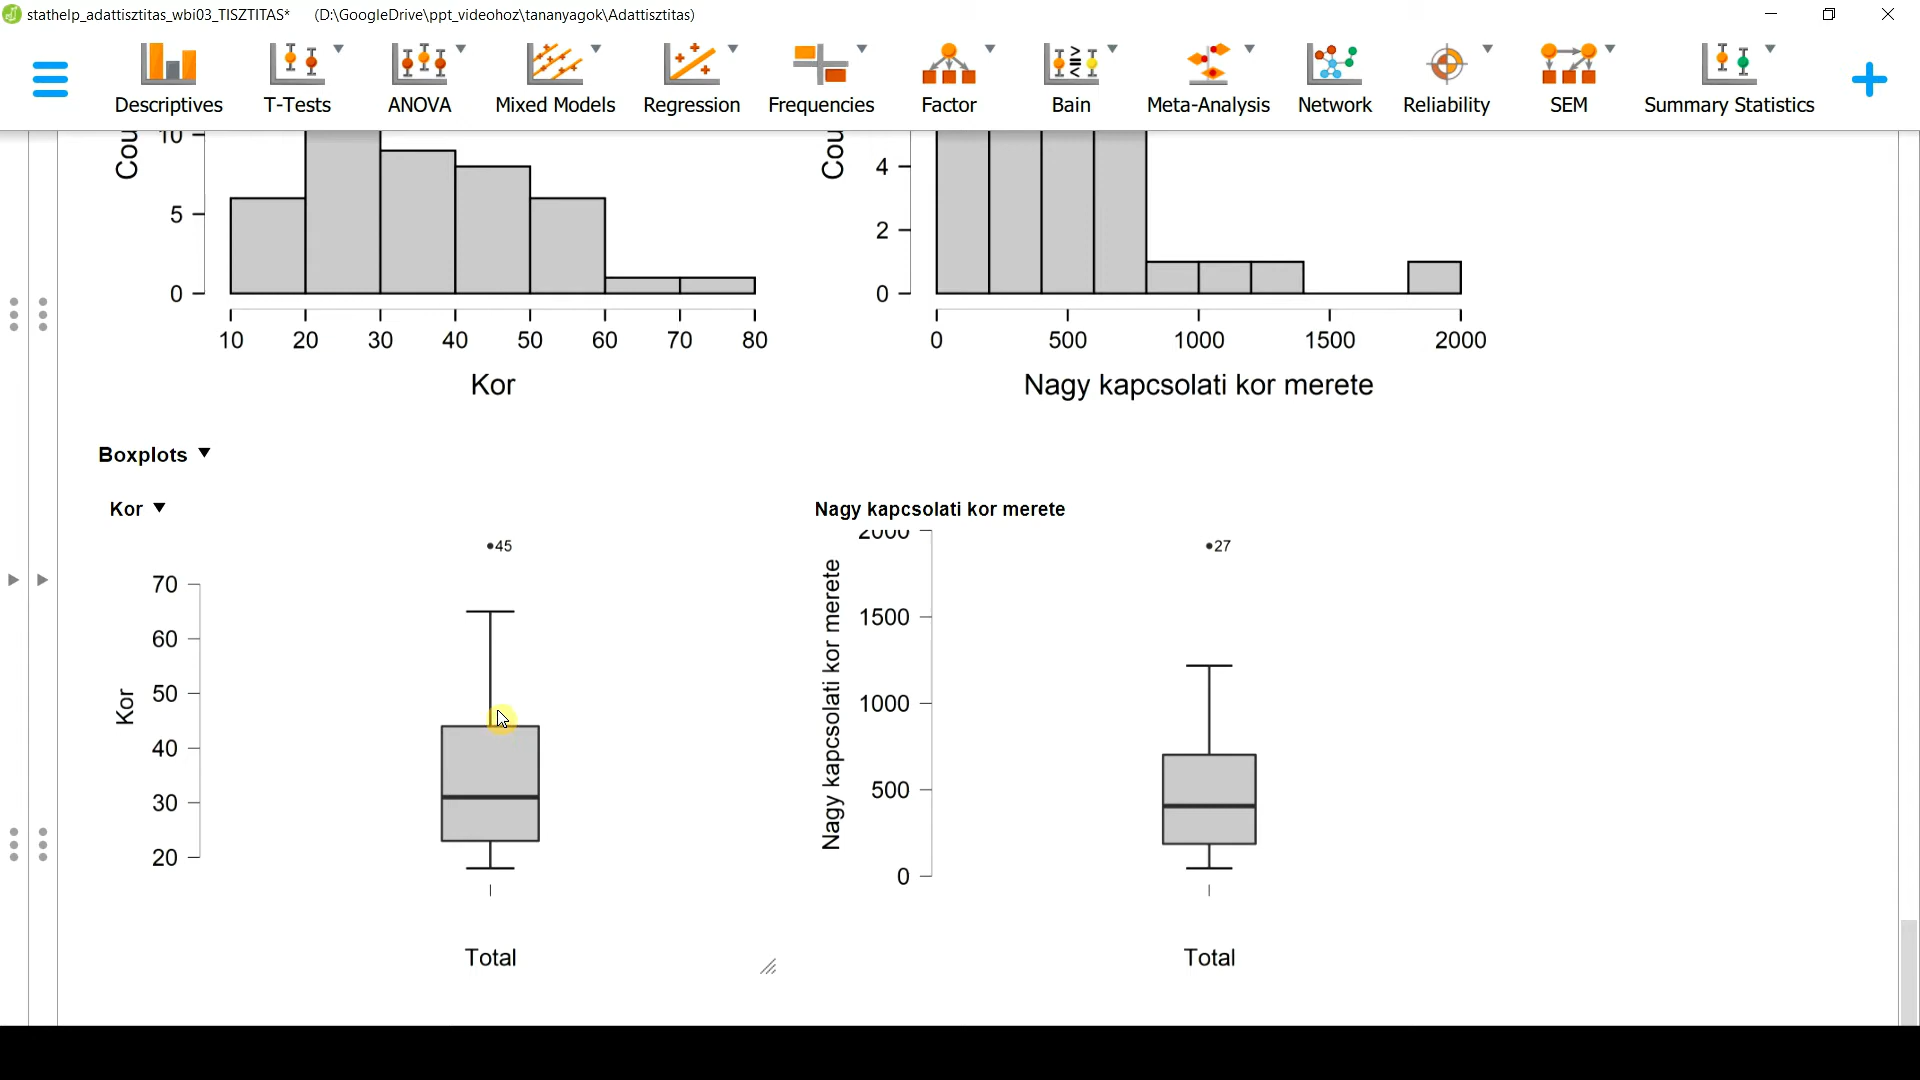 stathelp_adattisztitas_wbi03_TISZTITAS* (D:\GoogleDrive\ppt_videohoz\tananyagok\Adattisztitas)
Descriptives T-Tests ANOVA Mixed Models Regression Frequencies Factor Bain Meta-Analysis Network Reliability SEM Summary Statistics
Cou
10
5
0
10 20 30 40 50 60 70 80
Kor
Cou
4
2
0
0 500 1000 1500 2000
Nagy kapcsolati kor merete
Boxplots
Kor
45
70
60
50
40
30
20
Kor
Total
Nagy kapcsolati kor merete
2000
27
1500
1000
500
0
Nagy kapcsolati kor merete
Total